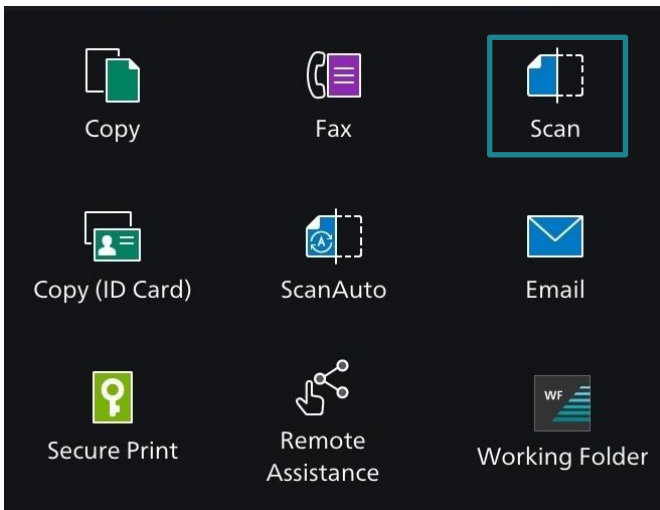 Copy
Fax
Scan
Copy (ID Card)
A
ScanAuto
Email
WF
Secure Print
Remote
Assistance
Working Folder